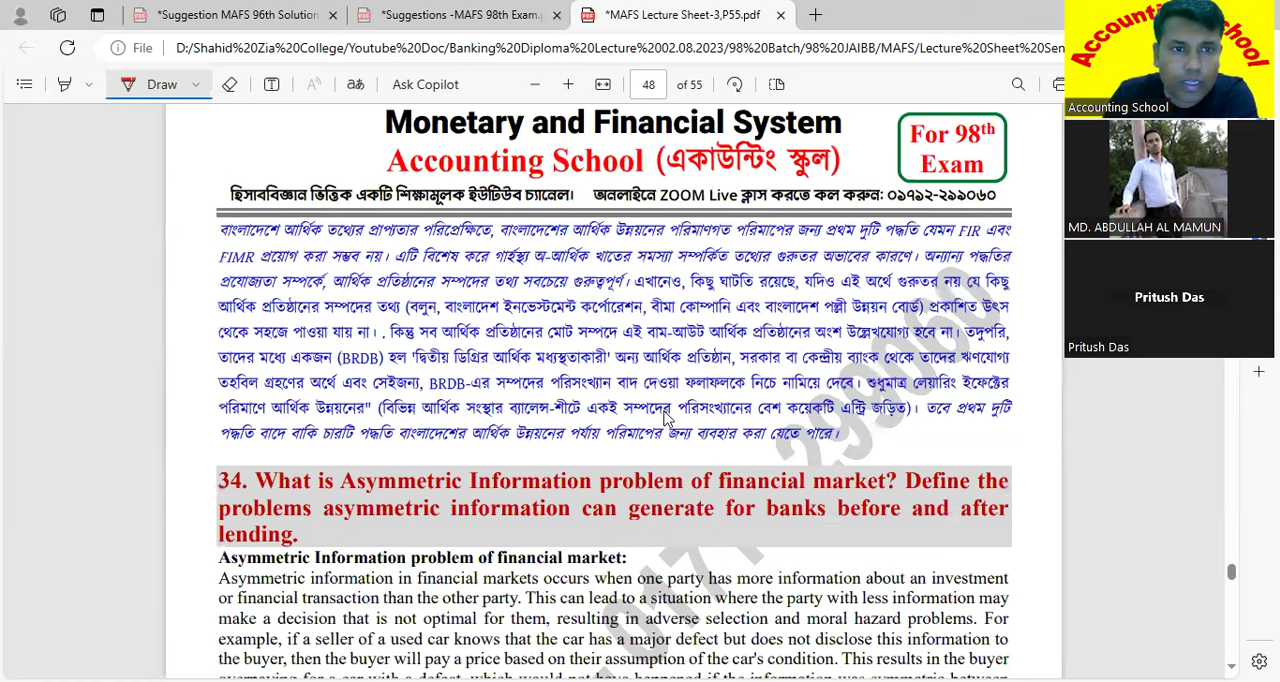 *Suggestion MAFS 96th Solution
*Suggestions -MAFS 98th Exam.
*MAFS Lecture Sheet-3,P55.pdf
File
D:/Shahid%20Zia%20College/Youtube%20Doc/Banking%20Diploma%20Lecture%2002.08.2023/98%20Batch/98%20JAIBB/MAFS/Lecture%20Sheet%20Sen
Draw
Ask Copilot
48 of 55
Monetary and Financial System
Accounting School (একাউন্টিং স্কুল)
For 98th
Exam
হিসাববিজ্ঞান ভিত্তিক একটি শিক্ষামূলক ইউটিউব চ্যানেল। অনলাইনে ZOOM Live ক্লাস করতে কল করুন: ০১৭১২-২৯৯০৬০
বাংলাদেশে আর্থিক তথ্যের প্রাপ্যতার পরিপ্রেক্ষিতে, বাংলাদেশের আর্থিক উন্নয়নের পরিমাণগত পরিমাপের জন্য প্রথম দুটি পদ্ধতি যেমন FIR এবং
FIMR প্রয়োগ করা সম্ভব নয়। এটি বিশেষ করে গার্হস্থ্য অ-আর্থিক খাতের সমস্যা সম্পর্কিত তথ্যের গুরুতর অভাবের কারণে। অন্যান্য পদ্ধতির
প্রযোজ্যতা সম্পর্কে, আর্থিক প্রতিষ্ঠানের সম্পদের তথ্য সবচেয়ে গুরুত্বপূর্ণ। এখানেও, কিছু ঘাটতি রয়েছে, যদিও এই অর্থে গুরুতর নয় যে কিছু
আর্থিক প্রতিষ্ঠানের সম্পদের তথ্য (বলুন, বাংলাদেশ ইনভেস্টমেন্ট কর্পোরেশন, বীমা কোম্পানি এবং বাংলাদেশ পল্লী উন্নয়ন বোর্ড) প্রকাশিত উৎস
থেকে সহজে পাওয়া যায় না। . কিন্তু সব আর্থিক প্রতিষ্ঠানের মোট সম্পদে এই বাম-আউট আর্থিক প্রতিষ্ঠানের অংশ উল্লেখযোগ্য হবে না। তদুপরি,
তাদের মধ্যে একজন (BRDB) হল 'দ্বিতীয় ডিগ্রির আর্থিক মধ্যস্থতাকারী' অন্য আর্থিক প্রতিষ্ঠান, সরকার বা কেন্দ্রীয় ব্যাংক থেকে তাদের ঋণযোগ্য
তহবিল গ্রহণের অর্থে এবং সেইজন্য, BRDB-এর সম্পদের পরিসংখ্যান বাদ দেওয়া ফলাফলকে নিচে নামিয়ে দেবে। শুধুমাত্র লেয়ারিং ইফেক্টের
পরিমাণে আর্থিক উন্নয়নের" (বিভিন্ন আর্থিক সংস্থার ব্যালেন্স-শীটে একই সম্পদের পরিসংখ্যানের বেশ কয়েকটি এন্ট্রি জড়িত)। তবে প্রথম দুটি
পদ্ধতি বাদে বাকি চারটি পদ্ধতি বাংলাদেশের আর্থিক উন্নয়নের পর্যায় পরিমাপের জন্য ব্যবহার করা যেতে পারে।
34. What is Asymmetric Information problem of financial market? Define the
problems asymmetric information can generate for banks before and after
lending.
Asymmetric Information problem of financial market:
Asymmetric information in financial markets occurs when one party has more information about an investment
or financial transaction than the other party. This can lead to a situation where the party with less information may
make a decision that is not optimal for them, resulting in adverse selection and moral hazard problems. For
example, if a seller of a used car knows that the car has a major defect but does not disclose this information to
the buyer, then the buyer will pay a price based on their assumption of the car's condition. This results in the buyer
overpaying for a car with a defect, which would not have happened if the information was symmetric between
Accounting School
MD. ABDULLAH AL MAMUN
Pritush Das
Pritush Das